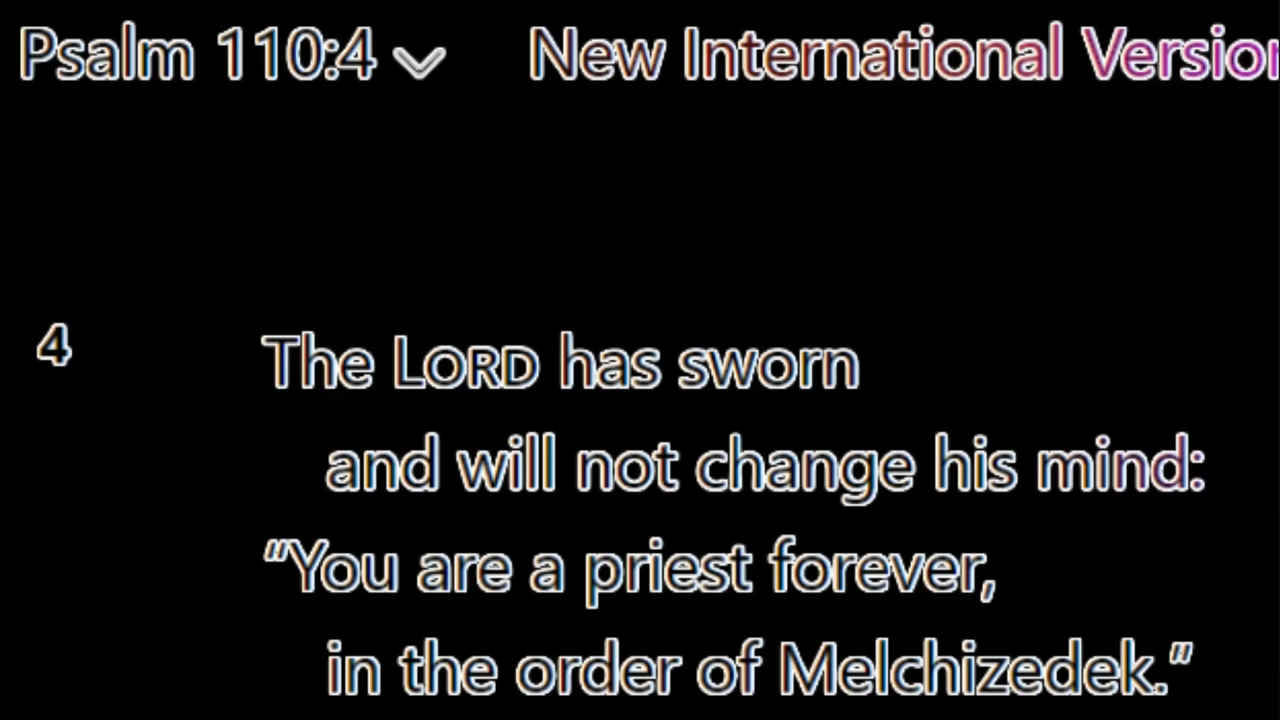 Psalm 110:4 New International Version
4 The LORD has sworn
and will not change his mind:
“You are a priest forever,
in the order of Melchizedek.”